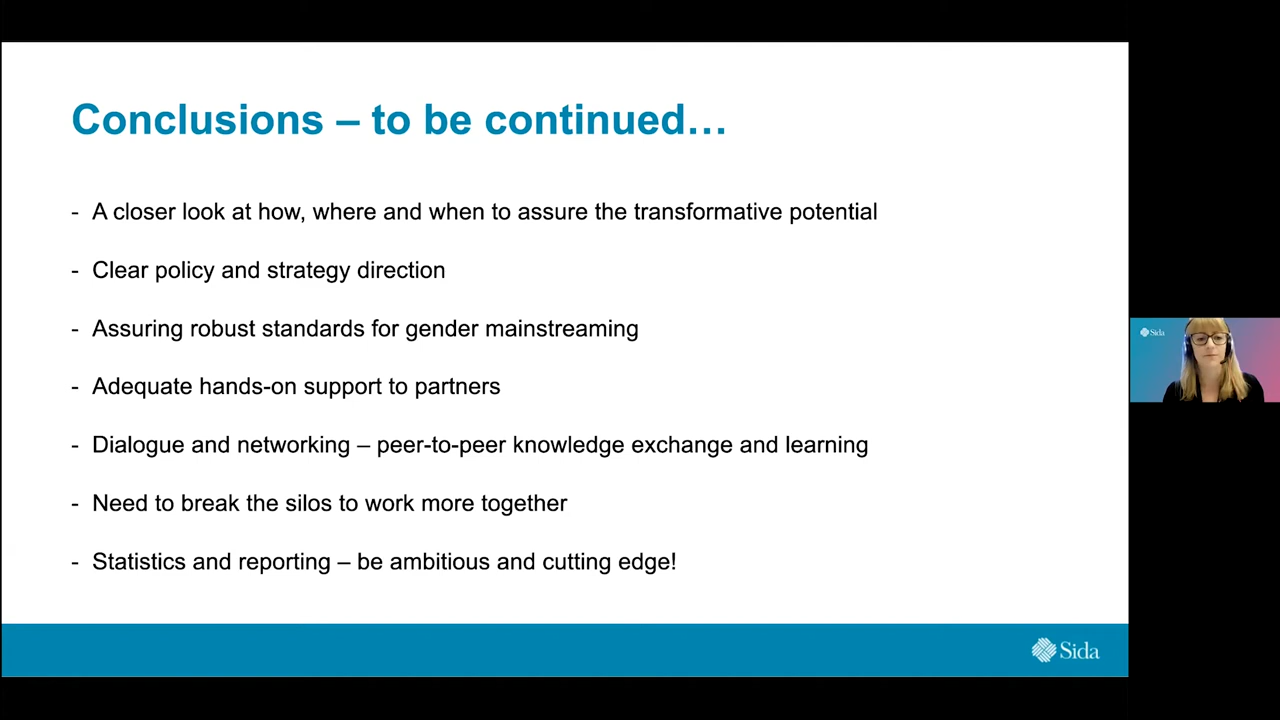 Conclusions – to be continued…
- A closer look at how, where and when to assure the transformative potential
- Clear policy and strategy direction
- Assuring robust standards for gender mainstreaming
- Adequate hands-on support to partners
- Dialogue and networking – peer-to-peer knowledge exchange and learning
- Need to break the silos to work more together
- Statistics and reporting – be ambitious and cutting edge!
Sida
Sida